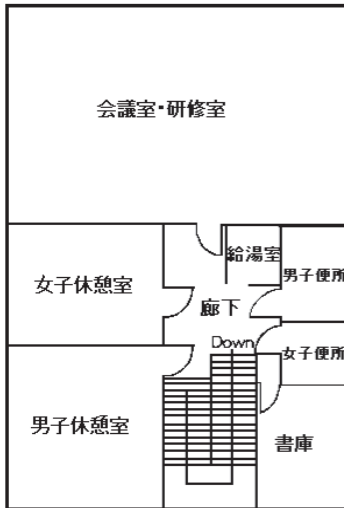 会議室・研修室
給湯室
女子休憩室
男子便所
廊下
Down
女子便所
男子休憩室
書庫